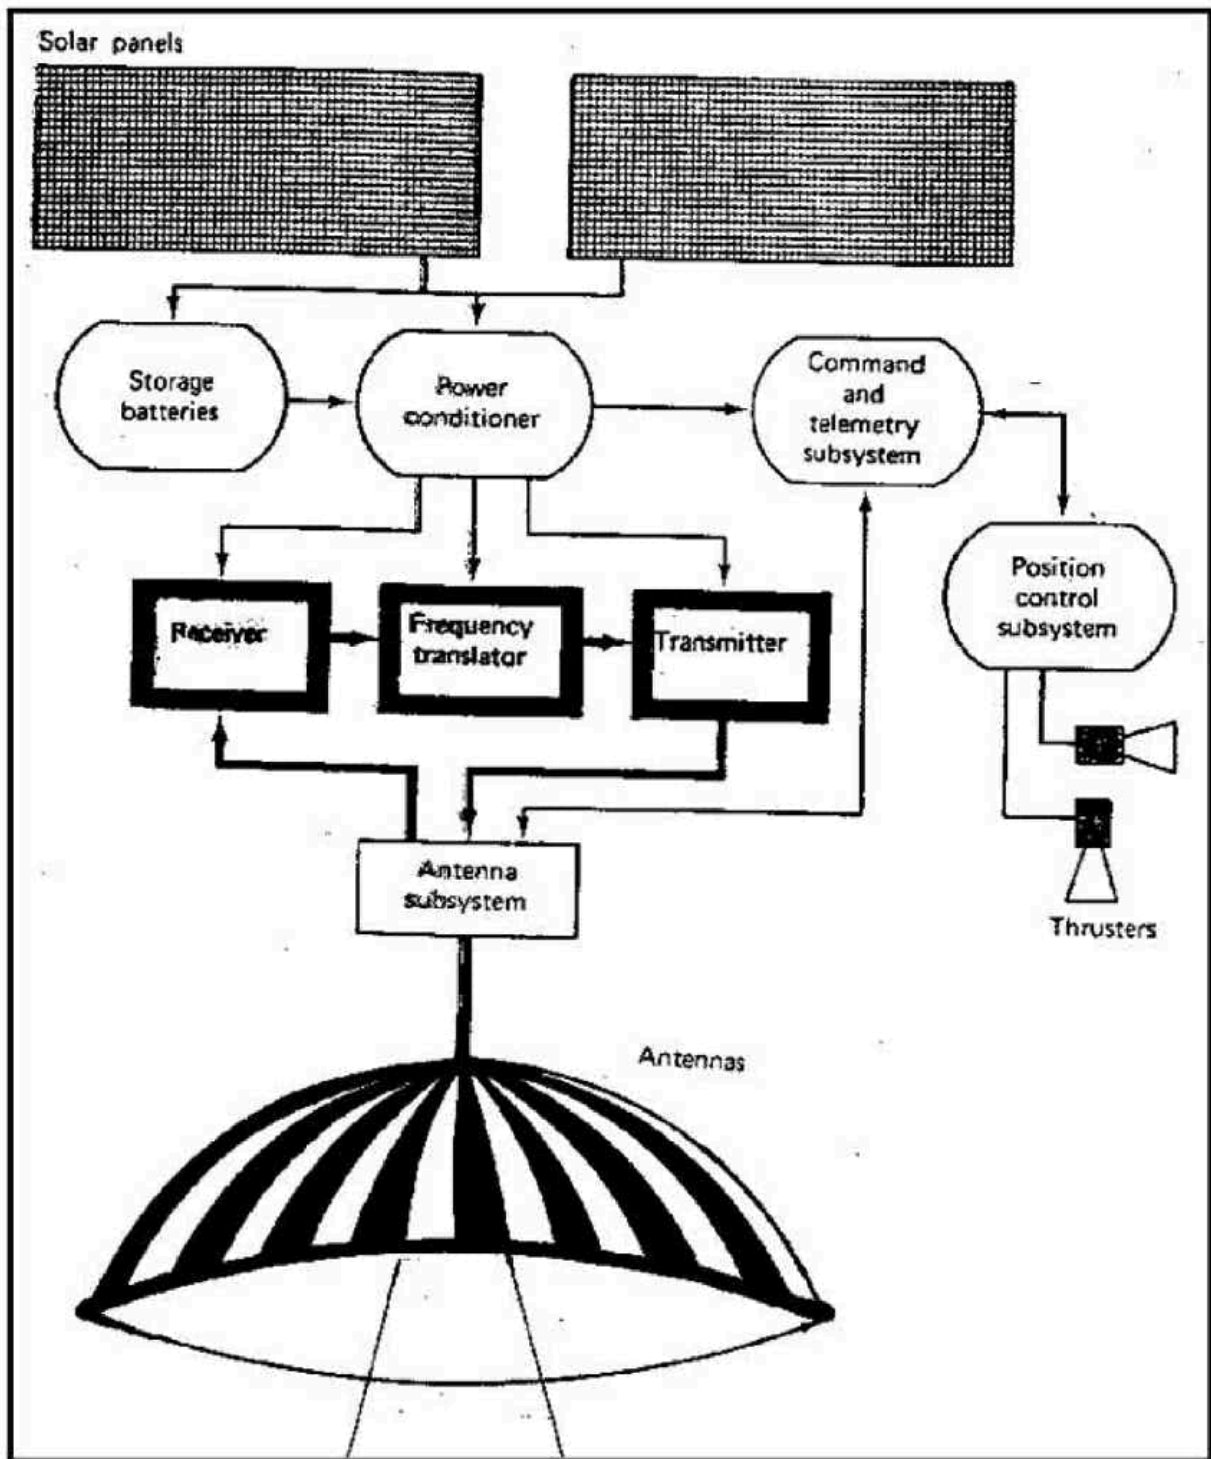 Solar panels
Storage
batteries
Power
conditioner
Command
and
telemetry
subsystem
Receiver
Frequency
translator
Transmitter
Position
control
subsystem
Antenna
subsystem
Thrusters
Antennas